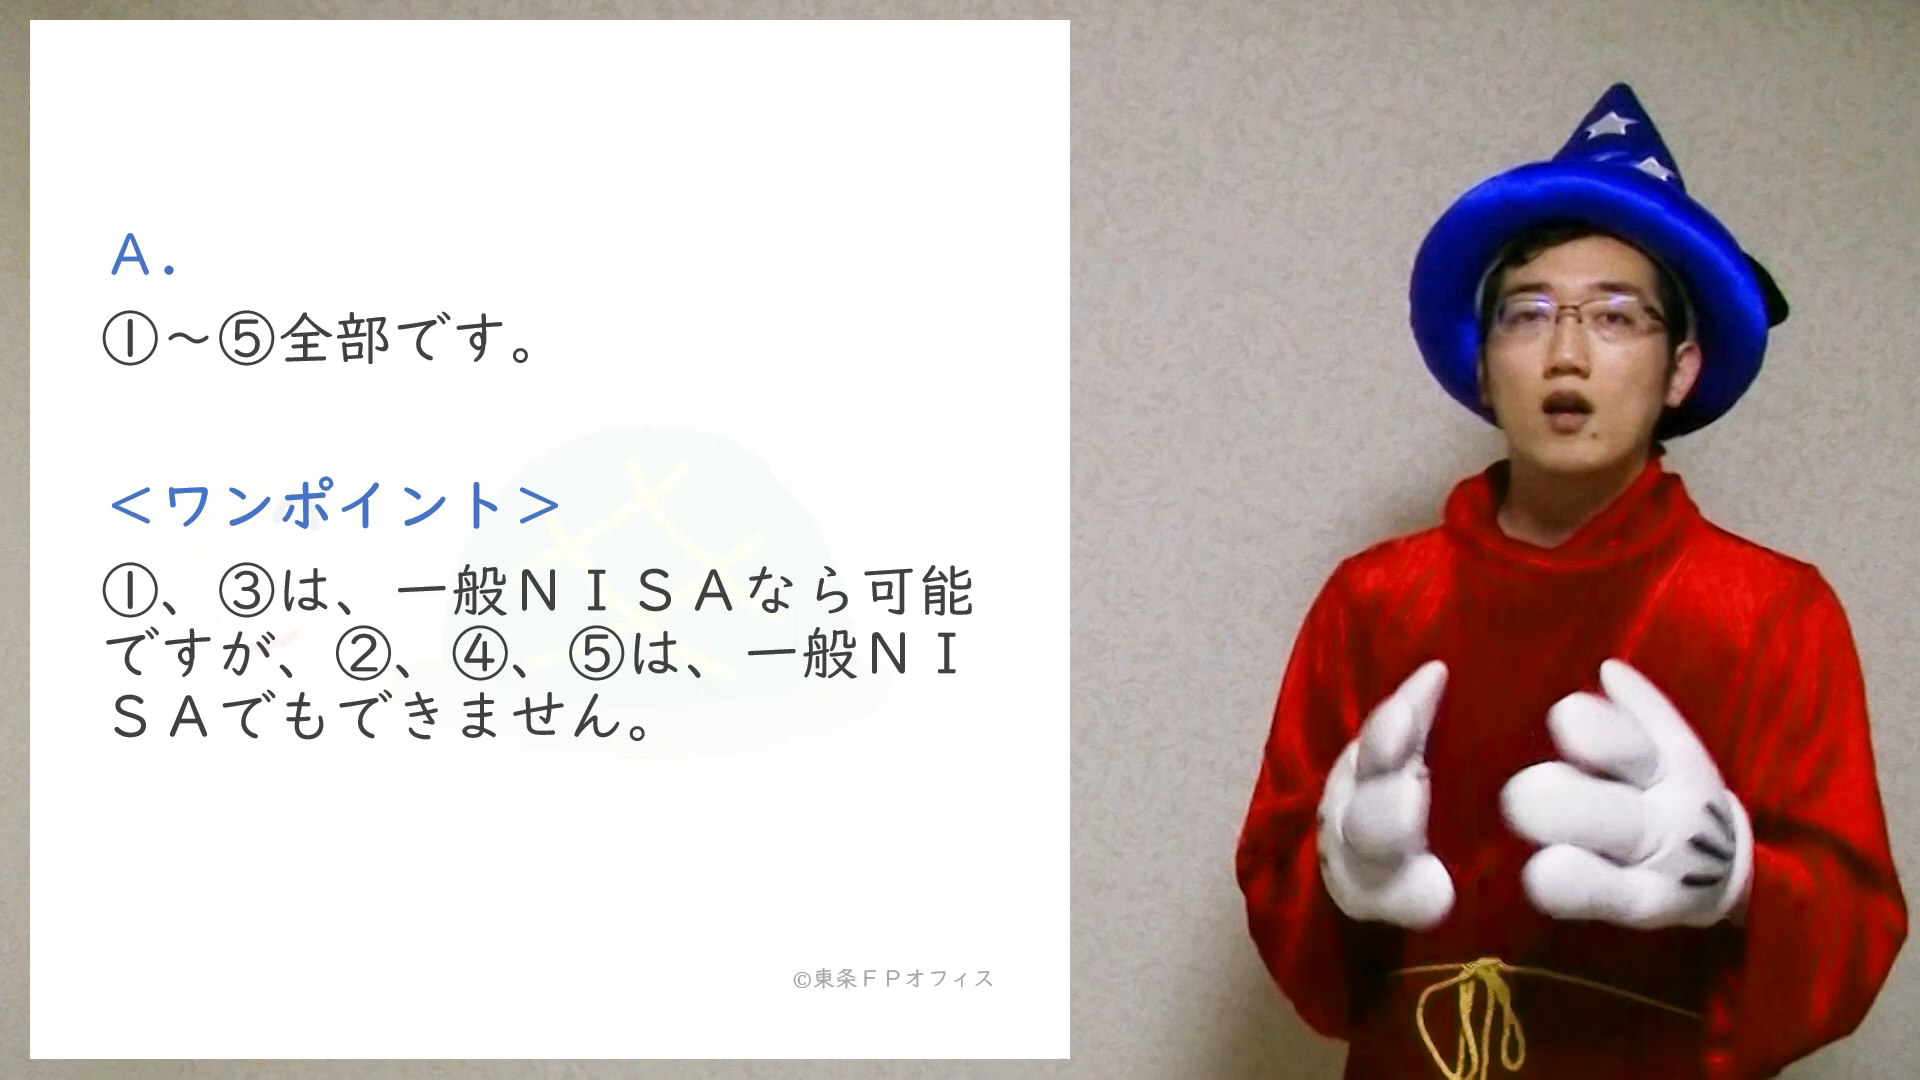 Ａ．
①～⑤全部です。
＜ワンポイント＞
①、③は、一般ＮＩＳＡなら可能
ですが、②、④、⑤は、一般ＮＩ
ＳＡでもできません。
©東条ＦＰオフィス